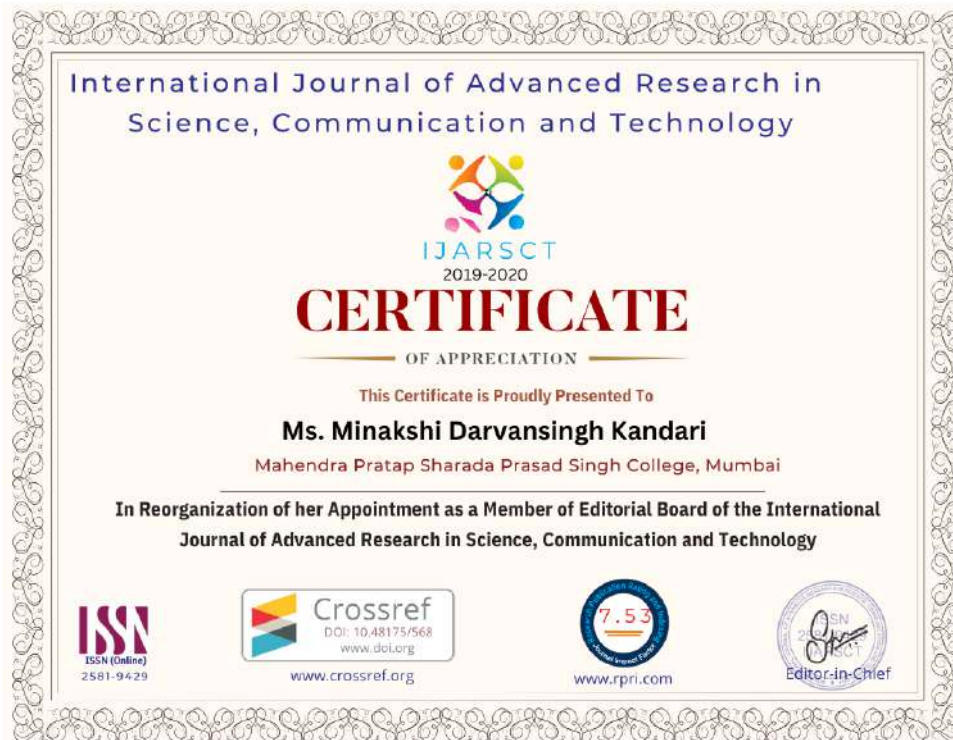 International Journal of Advanced Research in
Science, Communication and Technology
IJARSCT
2019-2020
CERTIFICATE
OF APPRECIATION
This Certificate is Proudly Presented To
Ms. Minakshi Darvansingh Kandari
Mahendra Pratap Sharada Prasad Singh College, Mumbai
In Reorganization of her Appointment as a Member of Editorial Board of the International
Journal of Advanced Research in Science, Communication and Technology
ISSN
ISSN (Online)
2581-9429
Crossref
DOI: 10.48175/568
www.doi.org
www.crossref.org
7.53
Journal Impact Factor
www.rpri.com
ISSN
Editor-in-Chief